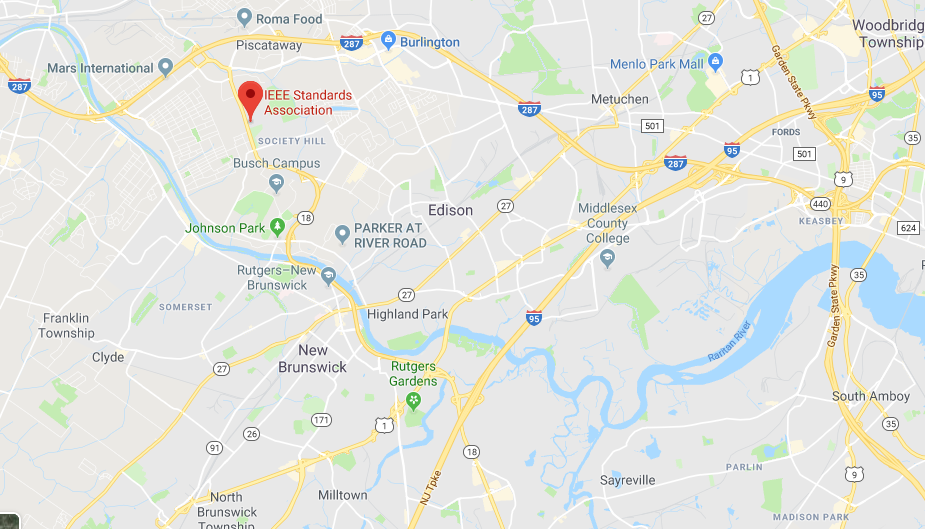 Roma Food
Piscataway
27
Woodbridge
Township
287
Burlington
Mars International
Menlo Park Mall
1
Garden State Pkwy
287
IEEE Standards
Association
287
Metuchen
95
501
FORDS
35
SOCIETY HILL
95
501
Busch Campus
287
9
18
Edison
27
Middlesex
County
College
440
KEASBEY
624
Johnson Park
PARKER AT
RIVER ROAD
Rutgers–New
Brunswick
35
SOMERSET
27
Franklin
Township
Highland Park
95
Garden State Pkwy
Raritan River
Clyde
New
Brunswick
27
Rutgers
Gardens
South Amboy
171
1
26
91
35
18
NJ Tpke
PARLIN
9
Sayreville
Milltown
North
Brunswick
Township
MADISON PARK